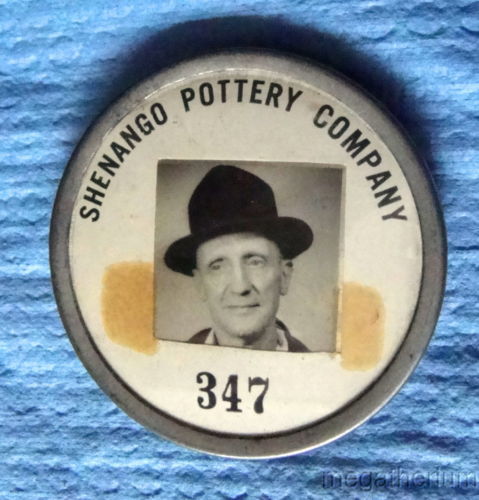 SHENANGO POTTERY COMPANY
347
megatherium